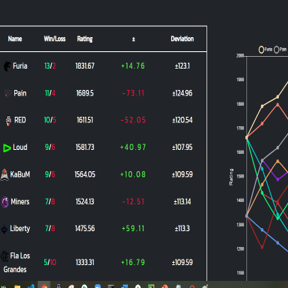 Name Win/Loss Rating ± Deviation
Furia 13/2 1831.67 +14.76 ±123.1
Pain 11/4 1689.5 -73.11 ±124.96
RED 10/5 1611.51 -52.05 ±120.54
Loud 9/6 1581.73 +40.97 ±107.95
KaBuM 9/6 1564.05 +10.08 ±109.59
Miners 7/8 1524.13 -12.51 ±113.14
Liberty 7/8 1475.56 +59.11 ±113.3
Fla Los Grandes 5/10 1333.31 +16.79 ±109.59
Furia Pain
2000
1900
1800
1700
1600
1500
1400
1300
1200
1100
Rating